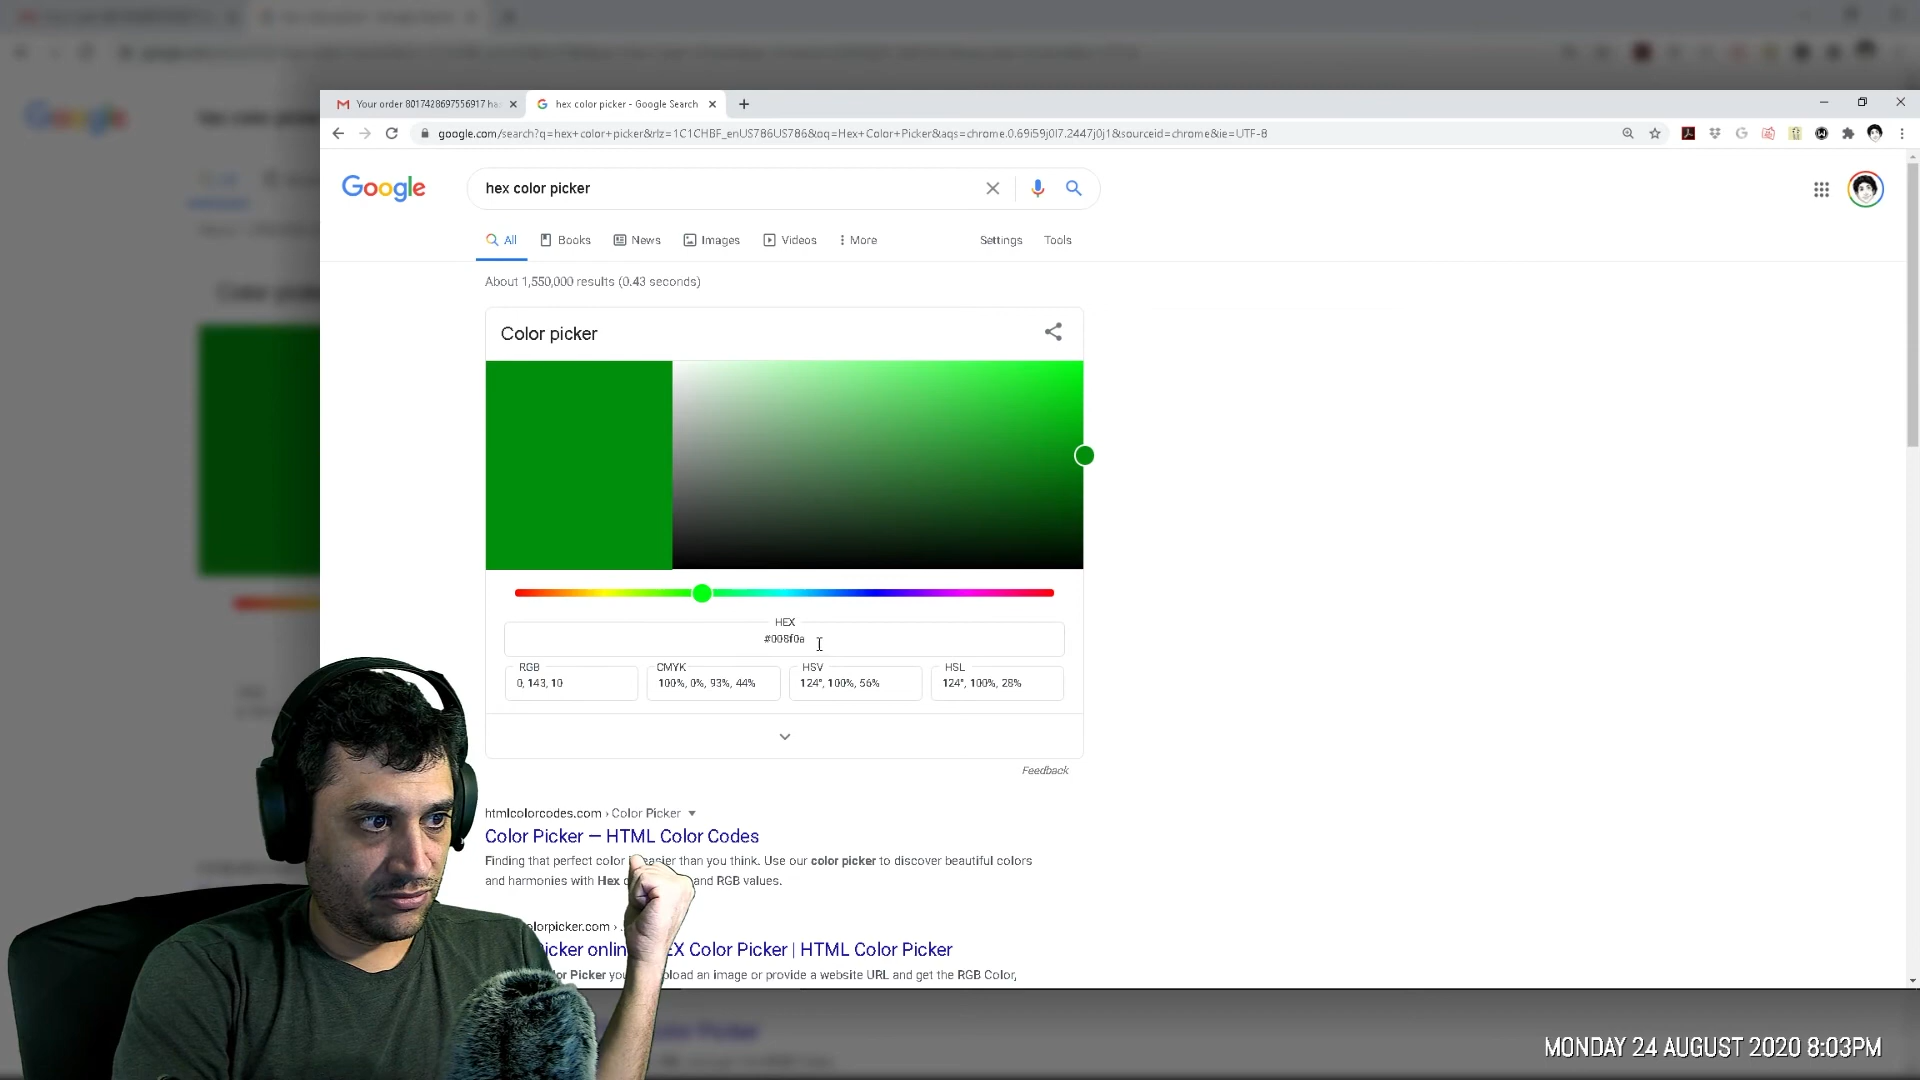 Your order 8017428697556917 ha
hex color picker - Google Search
google.com/search?q=hex+color+picker&rlz=1C1CHBF_enUS786US786&oq=Hex+Color+Picker&aqs=chrome.0.69i59j0l7.2447j0j1&sourceid=chrome&ie=UTF-8
Google
hex color picker
All Books News Images Videos More Settings Tools
About 1,550,000 results (0.43 seconds)
Color picker
HEX
#008f0a
RGB CMYK HSV HSL
0, 143, 10 100%, 0%, 93%, 44% 124°, 100%, 56% 124°, 100%, 28%
Feedback
htmlcolorcodes.com › Color Picker
Color Picker — HTML Color Codes
Finding that perfect color is easier than you think. Use our color picker to discover beautiful colors
and harmonies with Hex and RGB values.
olorpicker.com ›
icker onlin EX Color Picker | HTML Color Picker
or Picker you load an image or provide a website URL and get the RGB Color,
MONDAY 24 AUGUST 2020 8:03PM